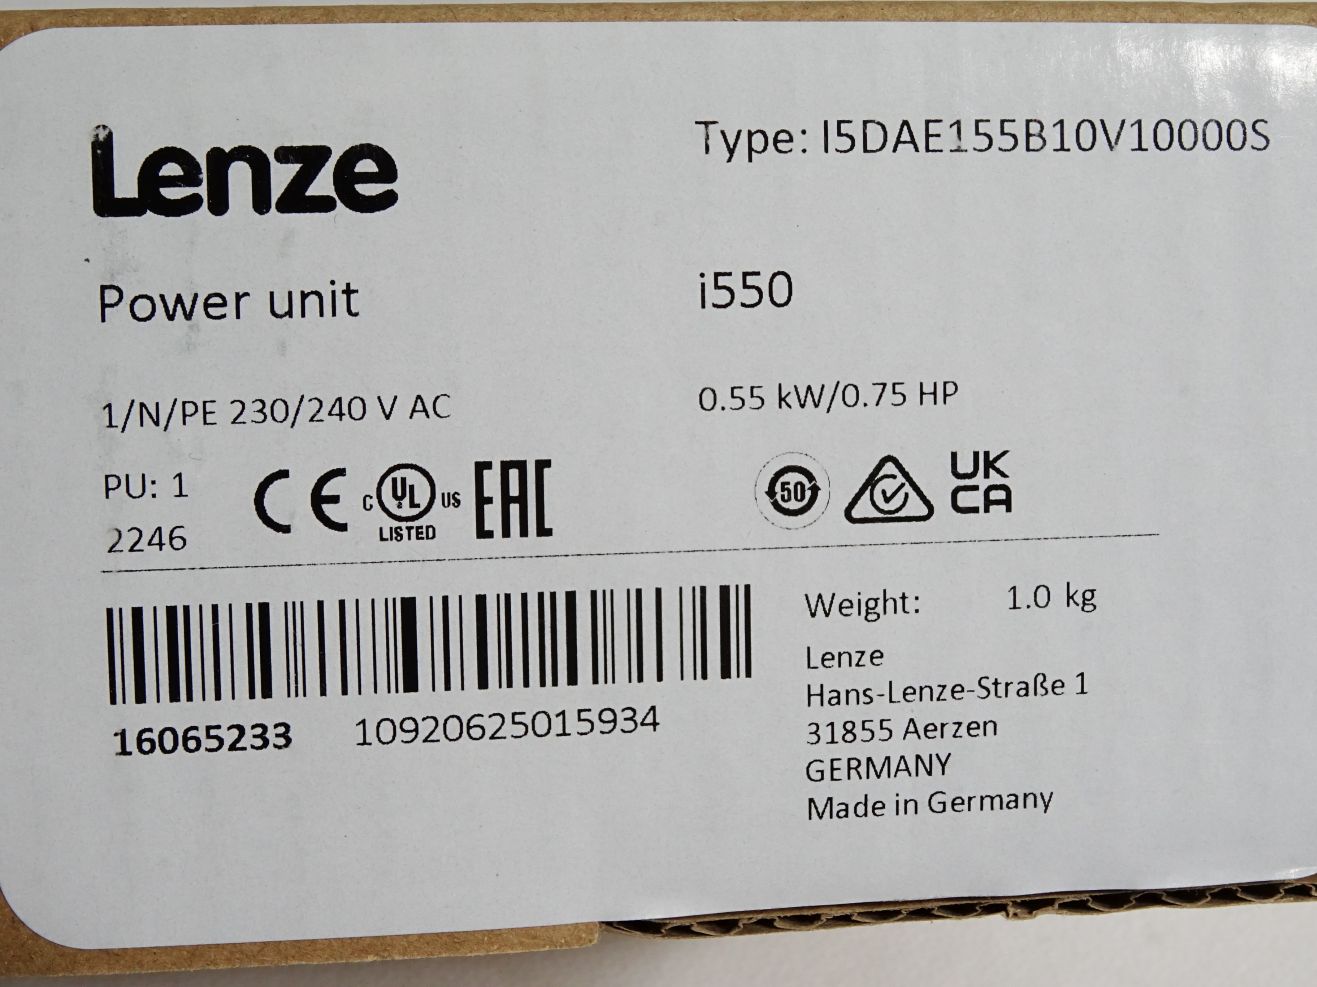 Lenze
Type: I5DAE155B10V10000S
Power unit
i550
1/N/PE 230/240 V AC
0.55 kW/0.75 HP
PU: 1
2246
CE
C UL US
LISTED
EAC
50
UK
CA
16065233 10920625015934
Weight: 1.0 kg
Lenze
Hans-Lenze-Straße 1
31855 Aerzen
GERMANY
Made in Germany